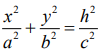 x²/a² + y²/b² = h²/c²